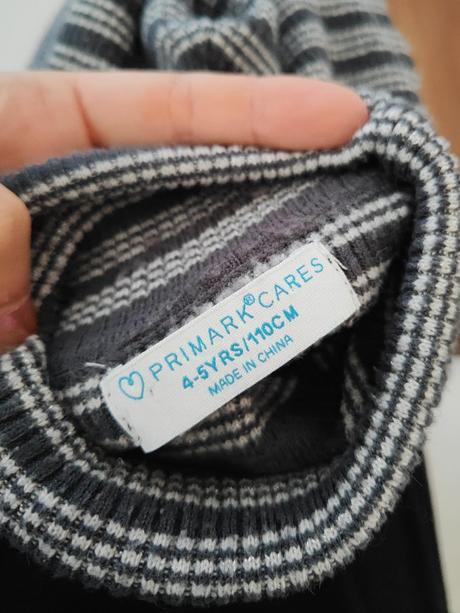 ♡ PRIMARK® CARES
4-5YRS/110CM
MADE IN CHINA